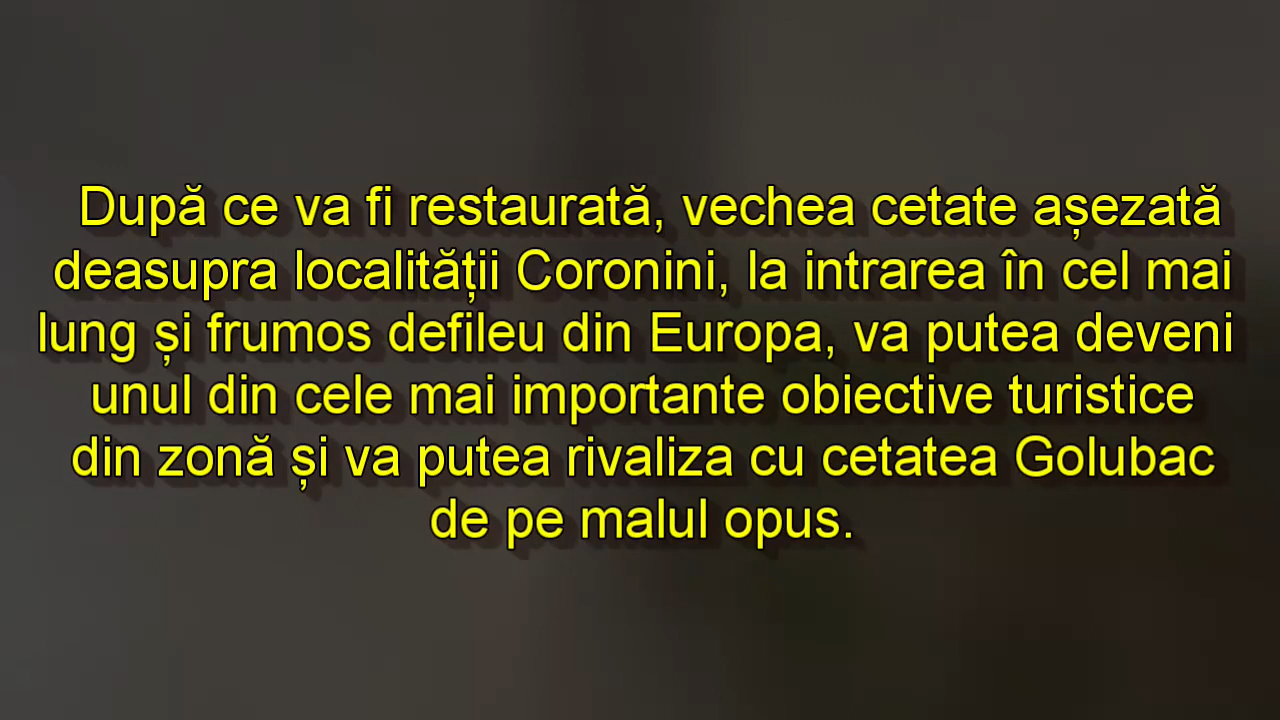 După ce va fi restaurată, vechea cetate așezată
deasupra localității Coronini, la intrarea în cel mai
lung și frumos defileu din Europa, va putea deveni
unul din cele mai importante obiective turistice
din zonă și va putea rivaliza cu cetatea Golubac
de pe malul opus.